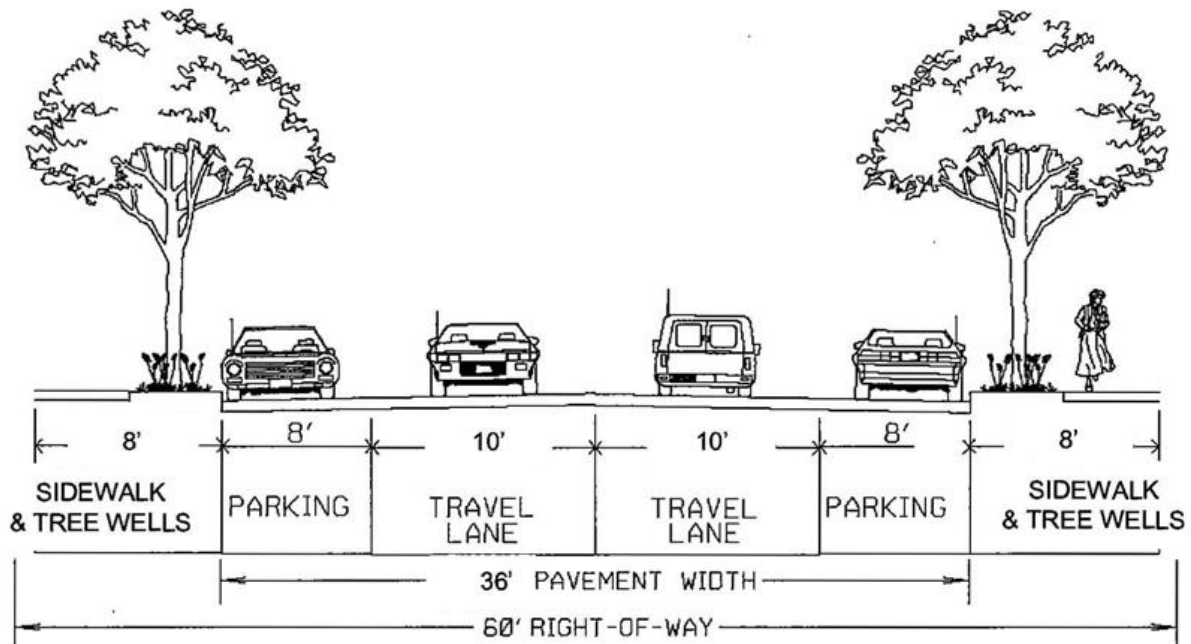 8' 8' 10' 10' 8' 8'
SIDEWALK
& TREE WELLS
PARKING
TRAVEL
LANE
TRAVEL
LANE
PARKING
SIDEWALK
& TREE WELLS
36' PAVEMENT WIDTH
60' RIGHT-OF-WAY